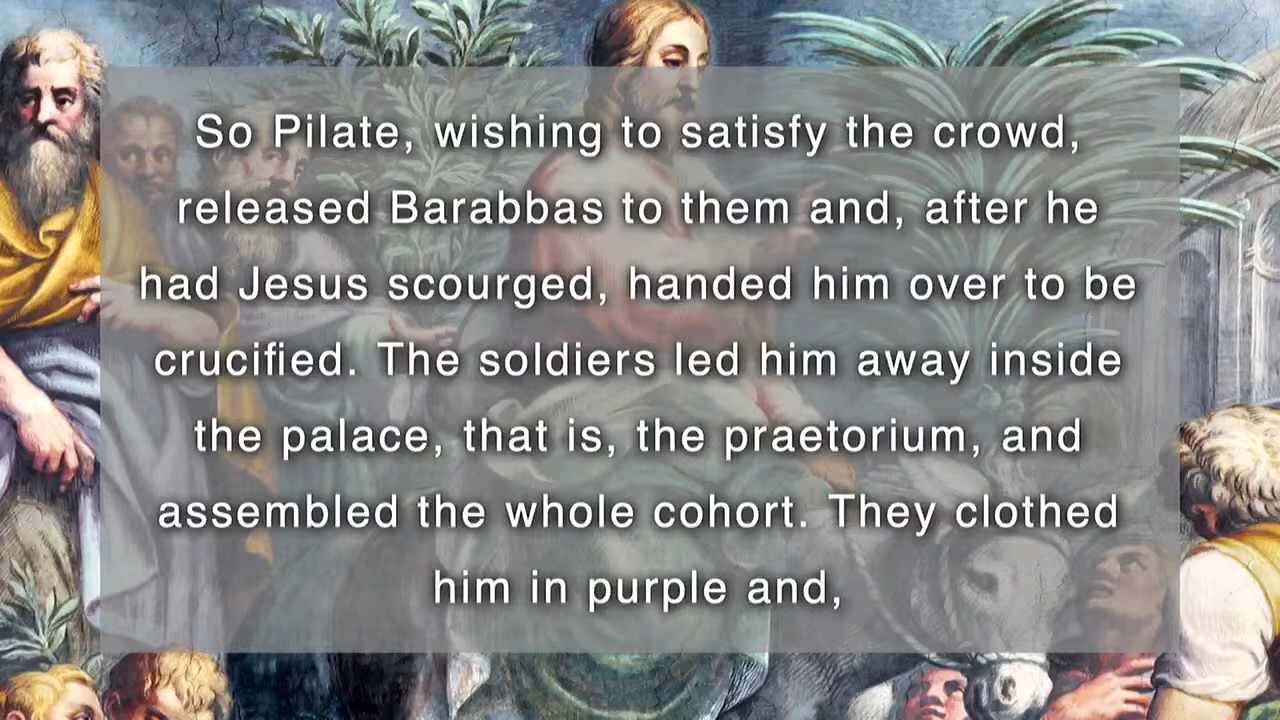 So Pilate, wishing to satisfy the crowd,
released Barabbas to them and, after he
had Jesus scourged, handed him over to be
crucified. The soldiers led him away inside
the palace, that is, the praetorium, and
assembled the whole cohort. They clothed
him in purple and,